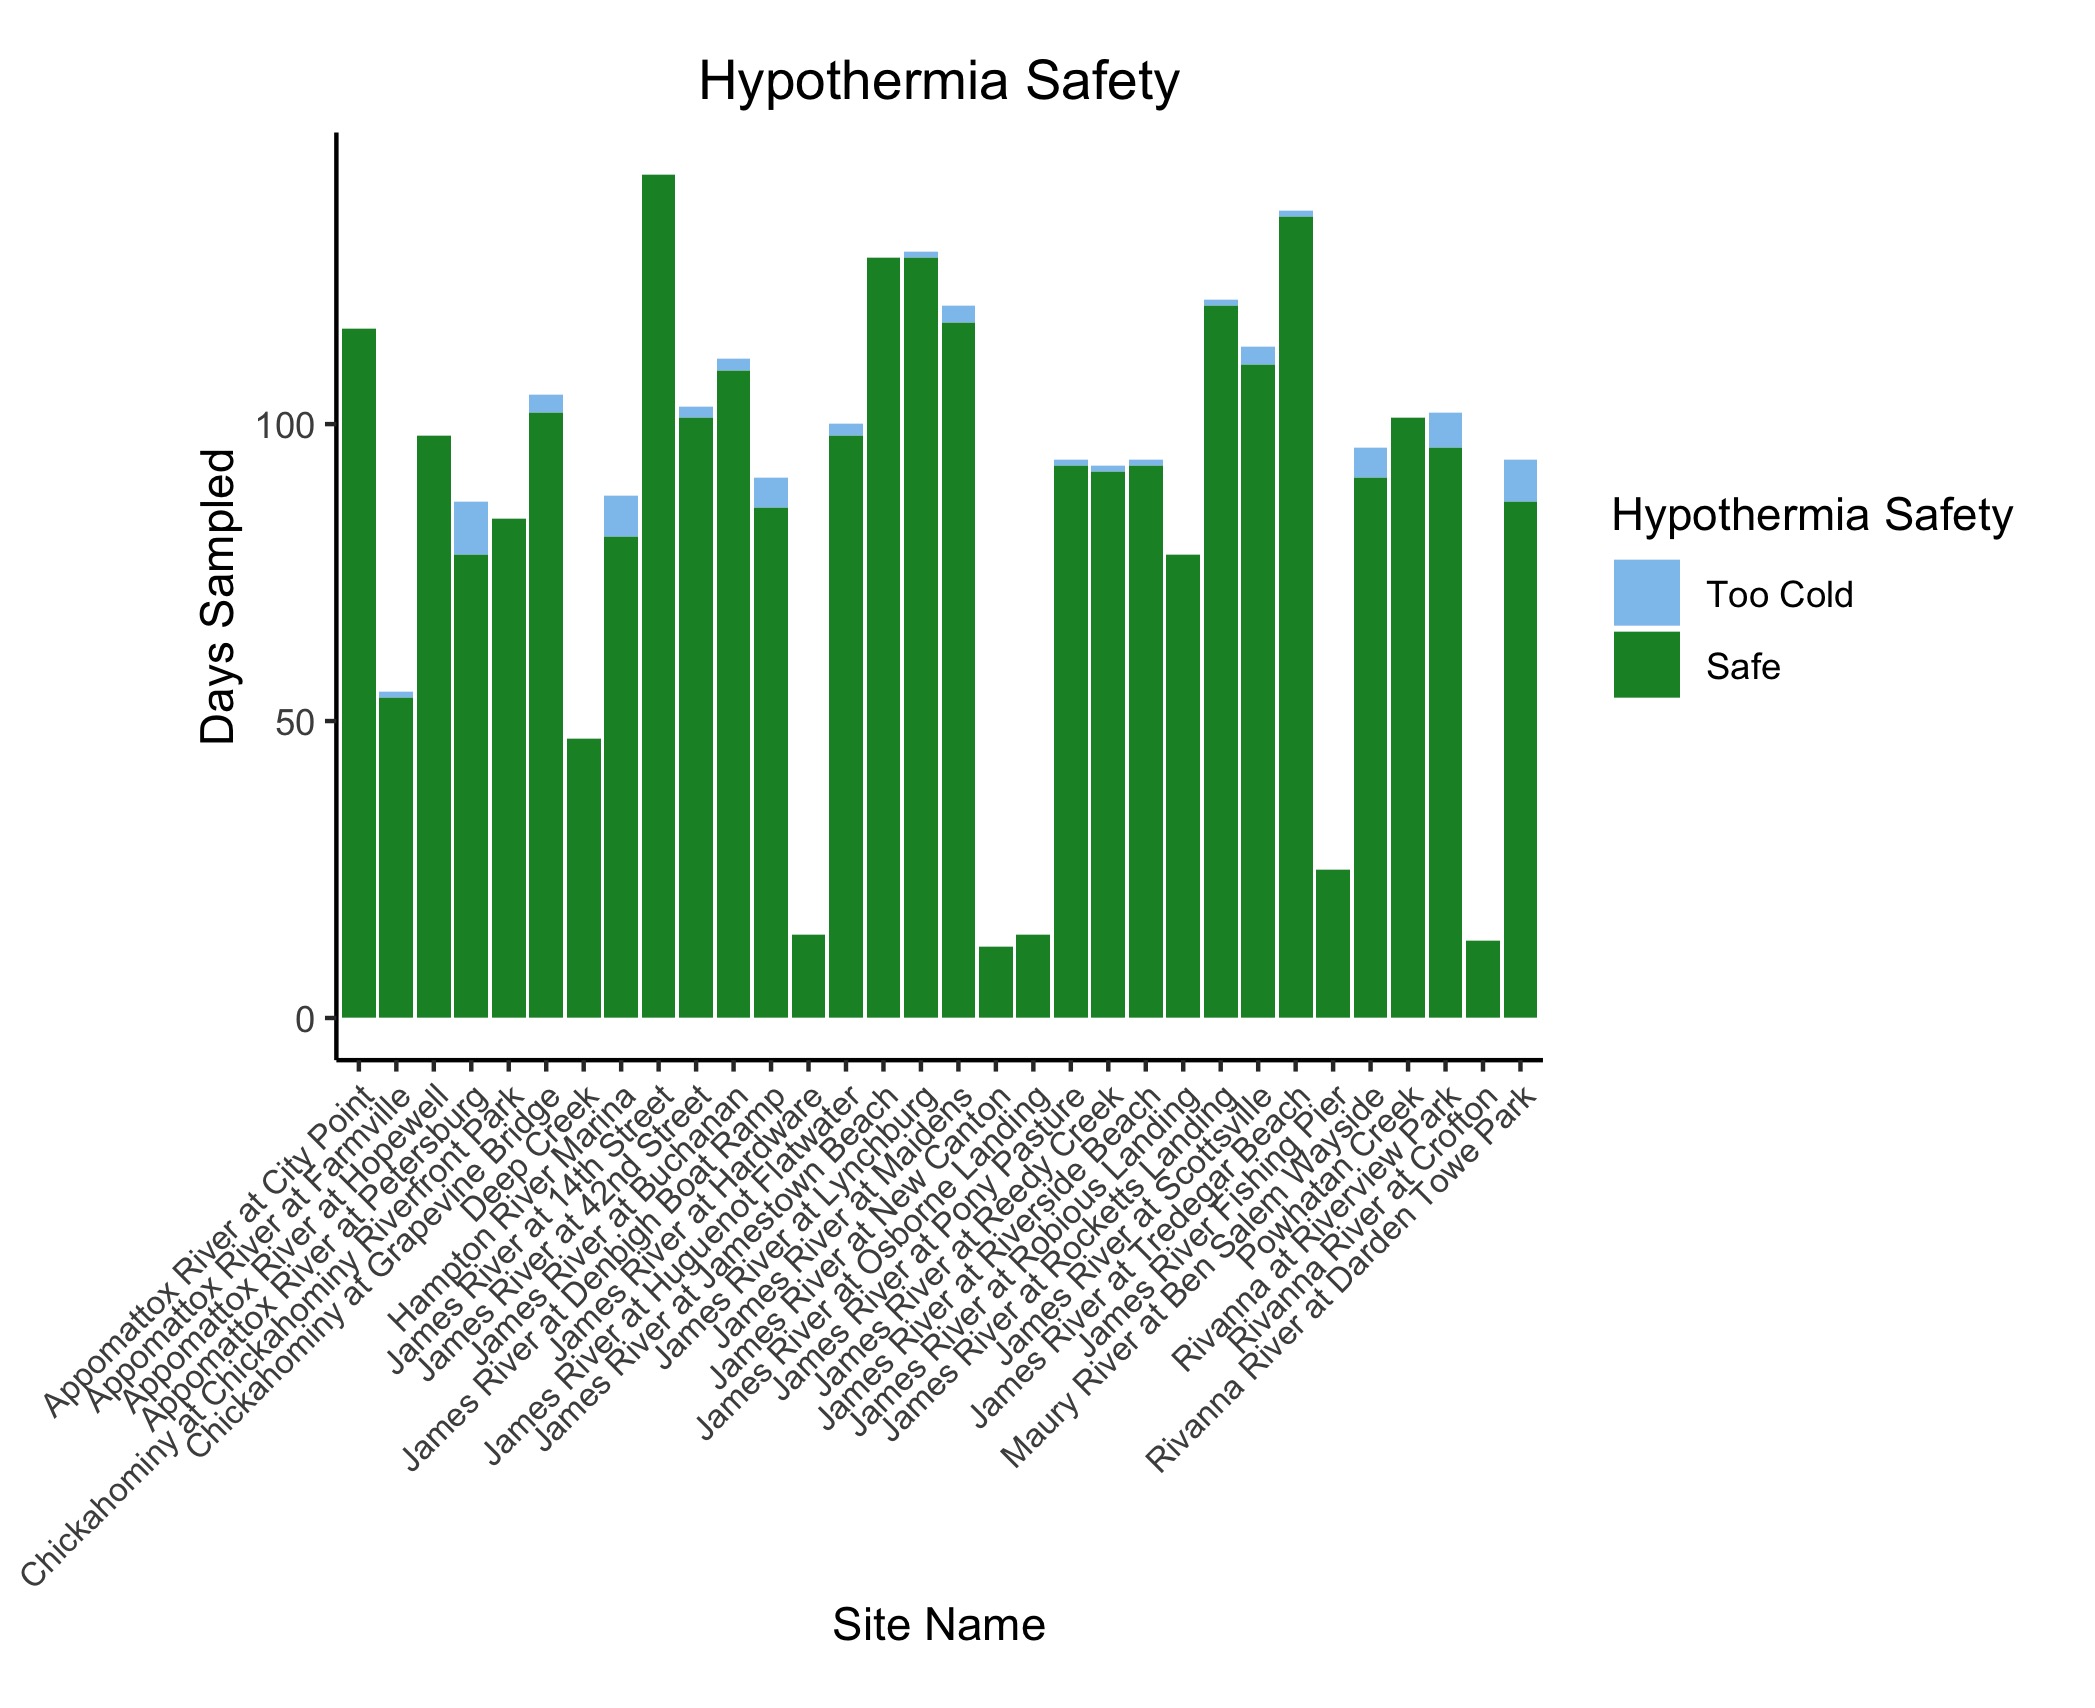 Hypothermia Safety
Days Sampled
100
50
0
Appomattox River at City Point
Appomattox River at Farmville
Appomattox River at Hopewell
Appomattox River at Petersburg
Chickahominy at Chickahominy Riverfront Park
Chickahominy at Grapevine Bridge
Deep Creek
Hampton River Marina
James River at 14th Street
James River at 42nd Street
James River at Buchanan
James River at Denbigh Boat Ramp
James River at Hardware
James River at Huguenot Flatwater
James River at Jamestown Beach
James River at Lynchburg
James River at Maidens
James River at New Canton
James River at Osborne Landing
James River at Pony Pasture
James River at Reedy Creek
James River at Riverside Beach
James River at Robious Landing
James River at Rocketts Landing
James River at Scottsville
James River at Tredegar Beach
James River Fishing Pier
Maury River at Ben Salem Wayside
Powhatan Creek
Rivanna at Riverview Park
Rivanna River at Crofton
Rivanna River at Darden Towe Park
Site Name
Hypothermia Safety
Too Cold
Safe